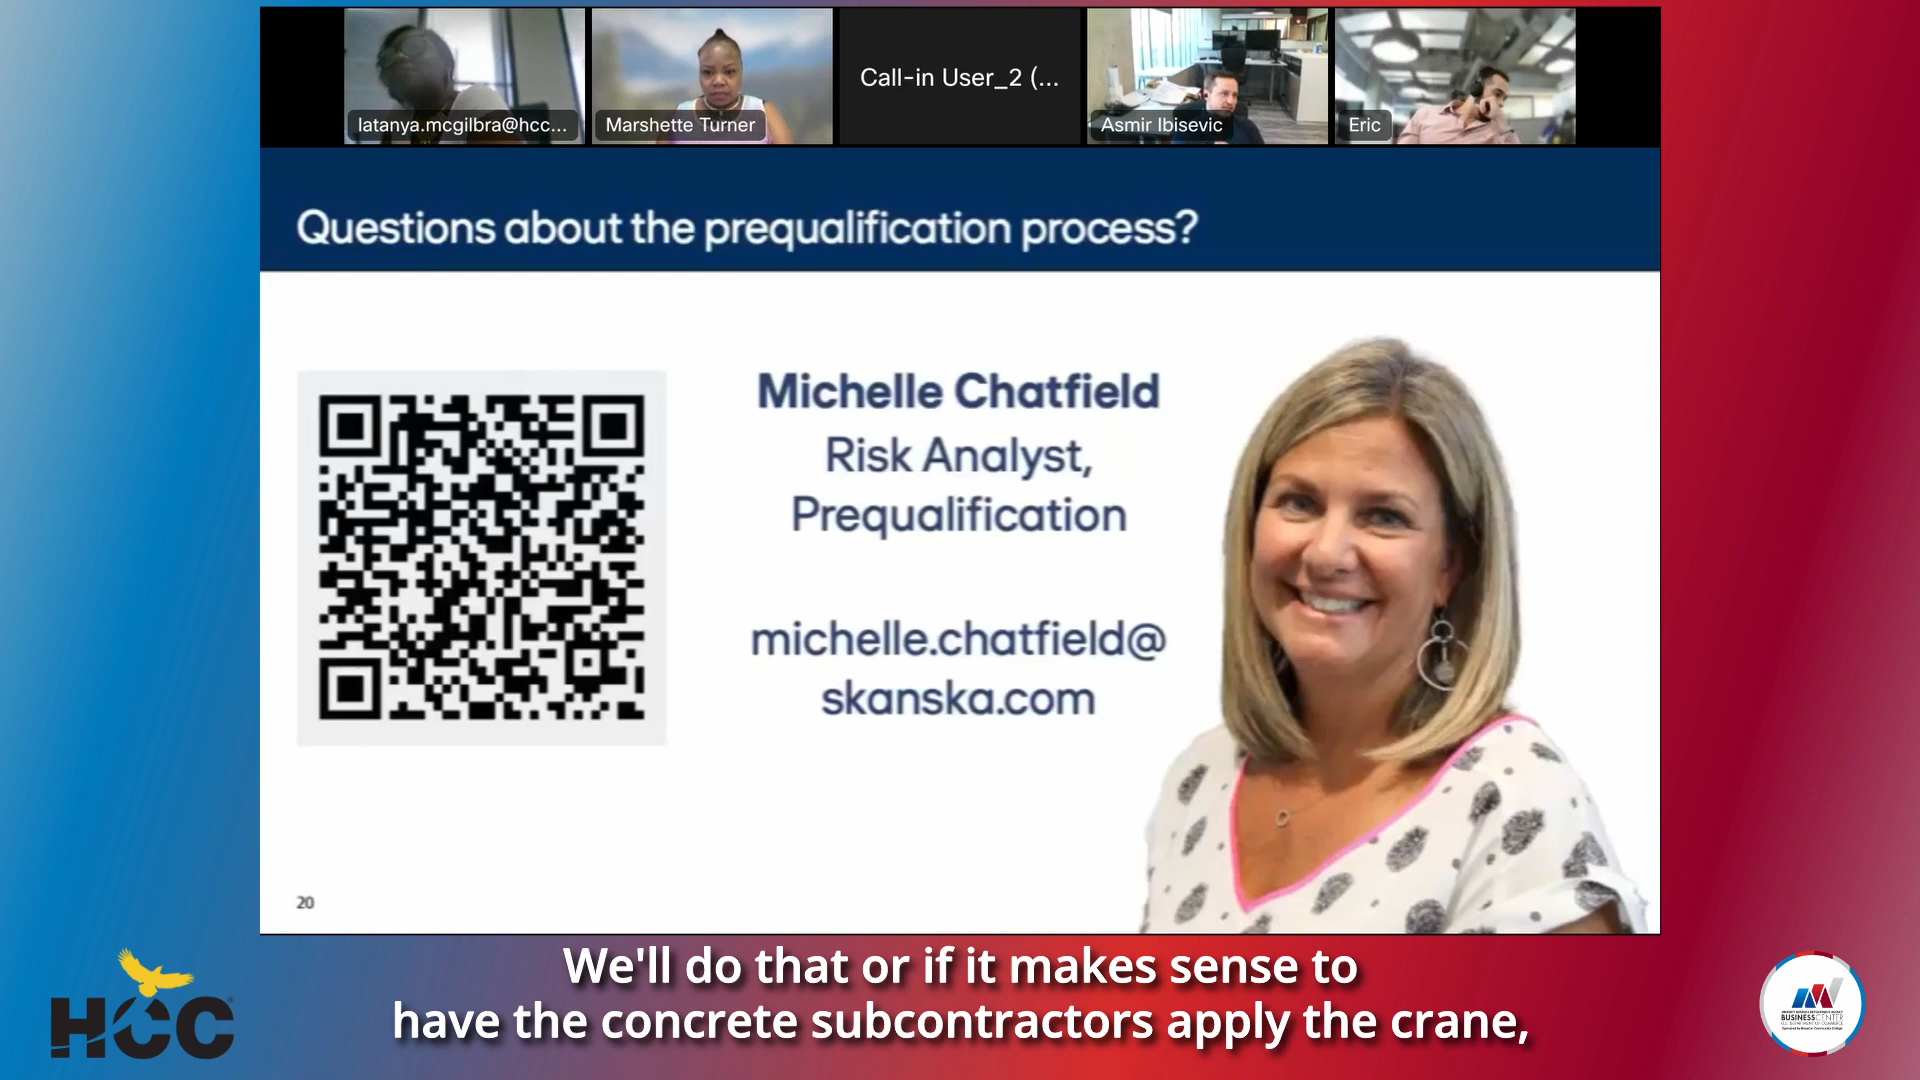 latanya.mcgilbra@hcc...
Marshette Turner
Call-in User_2 (...
Asmir Ibisevic
Eric
Questions about the prequalification process?
Michelle Chatfield
Risk Analyst,
Prequalification
michelle.chatfield@
skanska.com
20
We'll do that or if it makes sense to
have the concrete subcontractors apply the crane,
HCC
BUSINESS CENTER